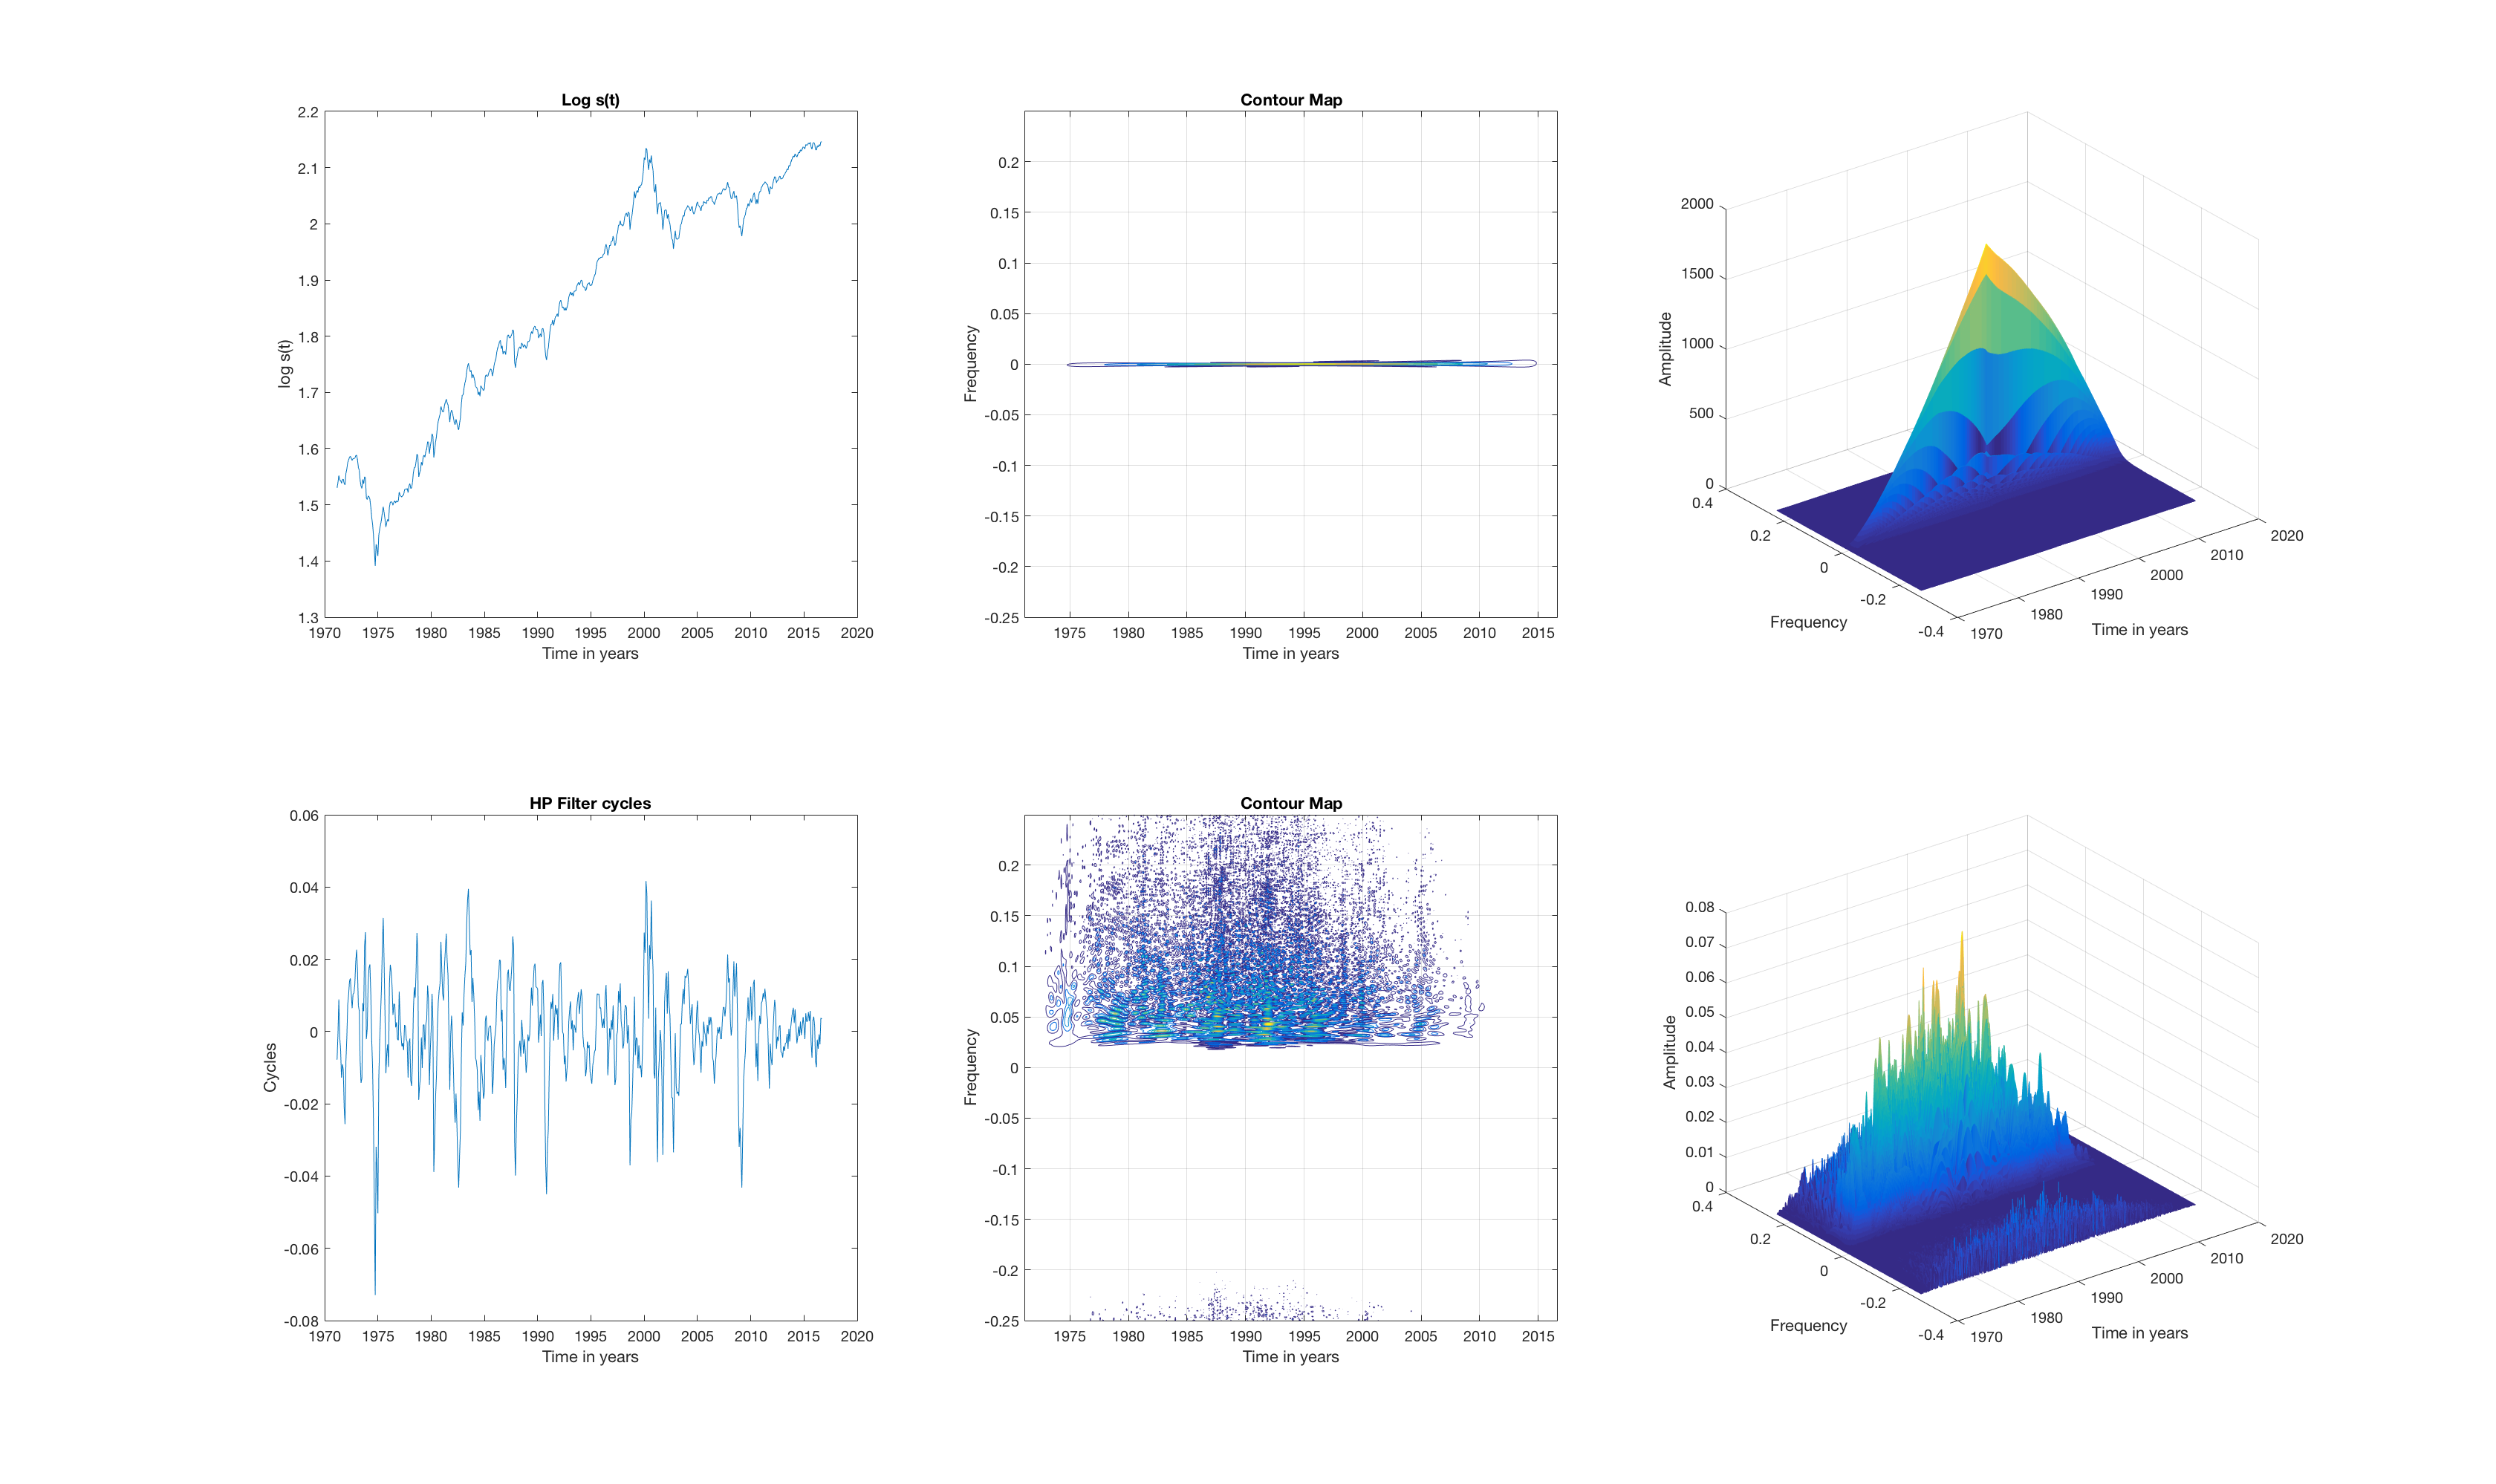 Log s(t)
2.2
2.1
2
1.9
1.8
1.7
1.6
1.5
1.4
1.3
log s(t)
1970 1975 1980 1985 1990 1995 2000 2005 2010 2015 2020
Time in years
Contour Map
0.2
0.15
0.1
0.05
0
-0.05
-0.1
-0.15
-0.2
-0.25
Frequency
1975 1980 1985 1990 1995 2000 2005 2010 2015
Time in years
2000
1500
1000
500
0
Amplitude
0.4
0.2
0
-0.2
-0.4
Frequency
1970 1980 1990 2000 2010 2020
Time in years
HP Filter cycles
0.06
0.04
0.02
0
-0.02
-0.04
-0.06
-0.08
Cycles
1970 1975 1980 1985 1990 1995 2000 2005 2010 2015 2020
Time in years
Contour Map
0.2
0.15
0.1
0.05
0
-0.05
-0.1
-0.15
-0.2
-0.25
Frequency
1975 1980 1985 1990 1995 2000 2005 2010 2015
Time in years
0.08
0.07
0.06
0.05
0.04
0.03
0.02
0.01
0
Amplitude
0.4
0.2
0
-0.2
-0.4
Frequency
1970 1980 1990 2000 2010 2020
Time in years